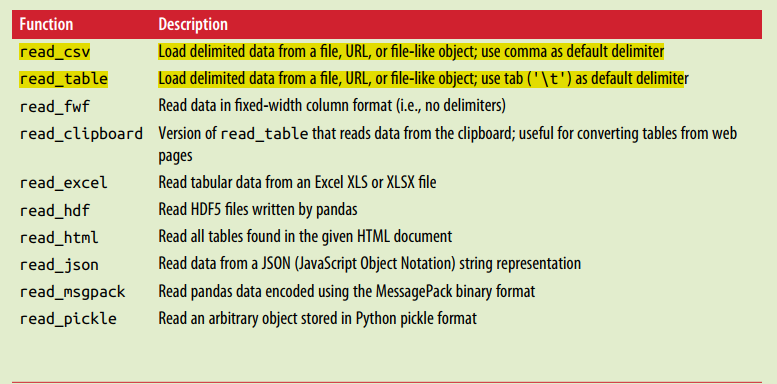 Function Description
read_csv Load delimited data from a file, URL, or file-like object; use comma as default delimiter
read_table Load delimited data from a file, URL, or file-like object; use tab ('\t') as default delimiter
read_fwf Read data in fixed-width column format (i.e., no delimiters)
read_clipboard Version of read_table that reads data from the clipboard; useful for converting tables from web
pages
read_excel Read tabular data from an Excel XLS or XLSX file
read_hdf Read HDF5 files written by pandas
read_html Read all tables found in the given HTML document
read_json Read data from a JSON (JavaScript Object Notation) string representation
read_msgpack Read pandas data encoded using the MessagePack binary format
read_pickle Read an arbitrary object stored in Python pickle format